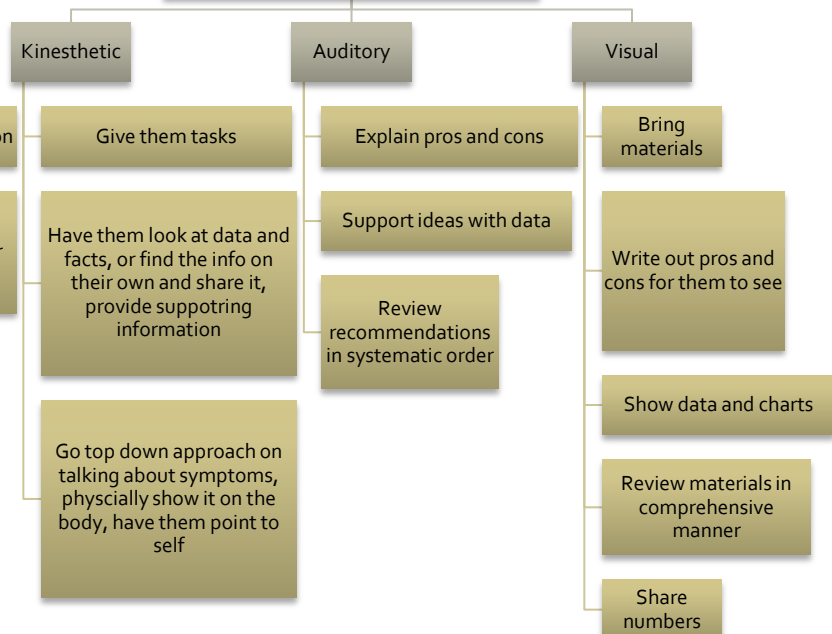 Kinesthetic
Auditory
Visual
on
Give them tasks
Have them look at data and
facts, or find the info on
their own and share it,
provide suppotring
information
Go top down approach on
talking about symptoms,
physcially show it on the
body, have them point to
self
Explain pros and cons
Support ideas with data
Review
recommendations
in systematic order
Bring
materials
Write out pros and
cons for them to see
Show data and charts
Review materials in
comprehensive
manner
Share
numbers